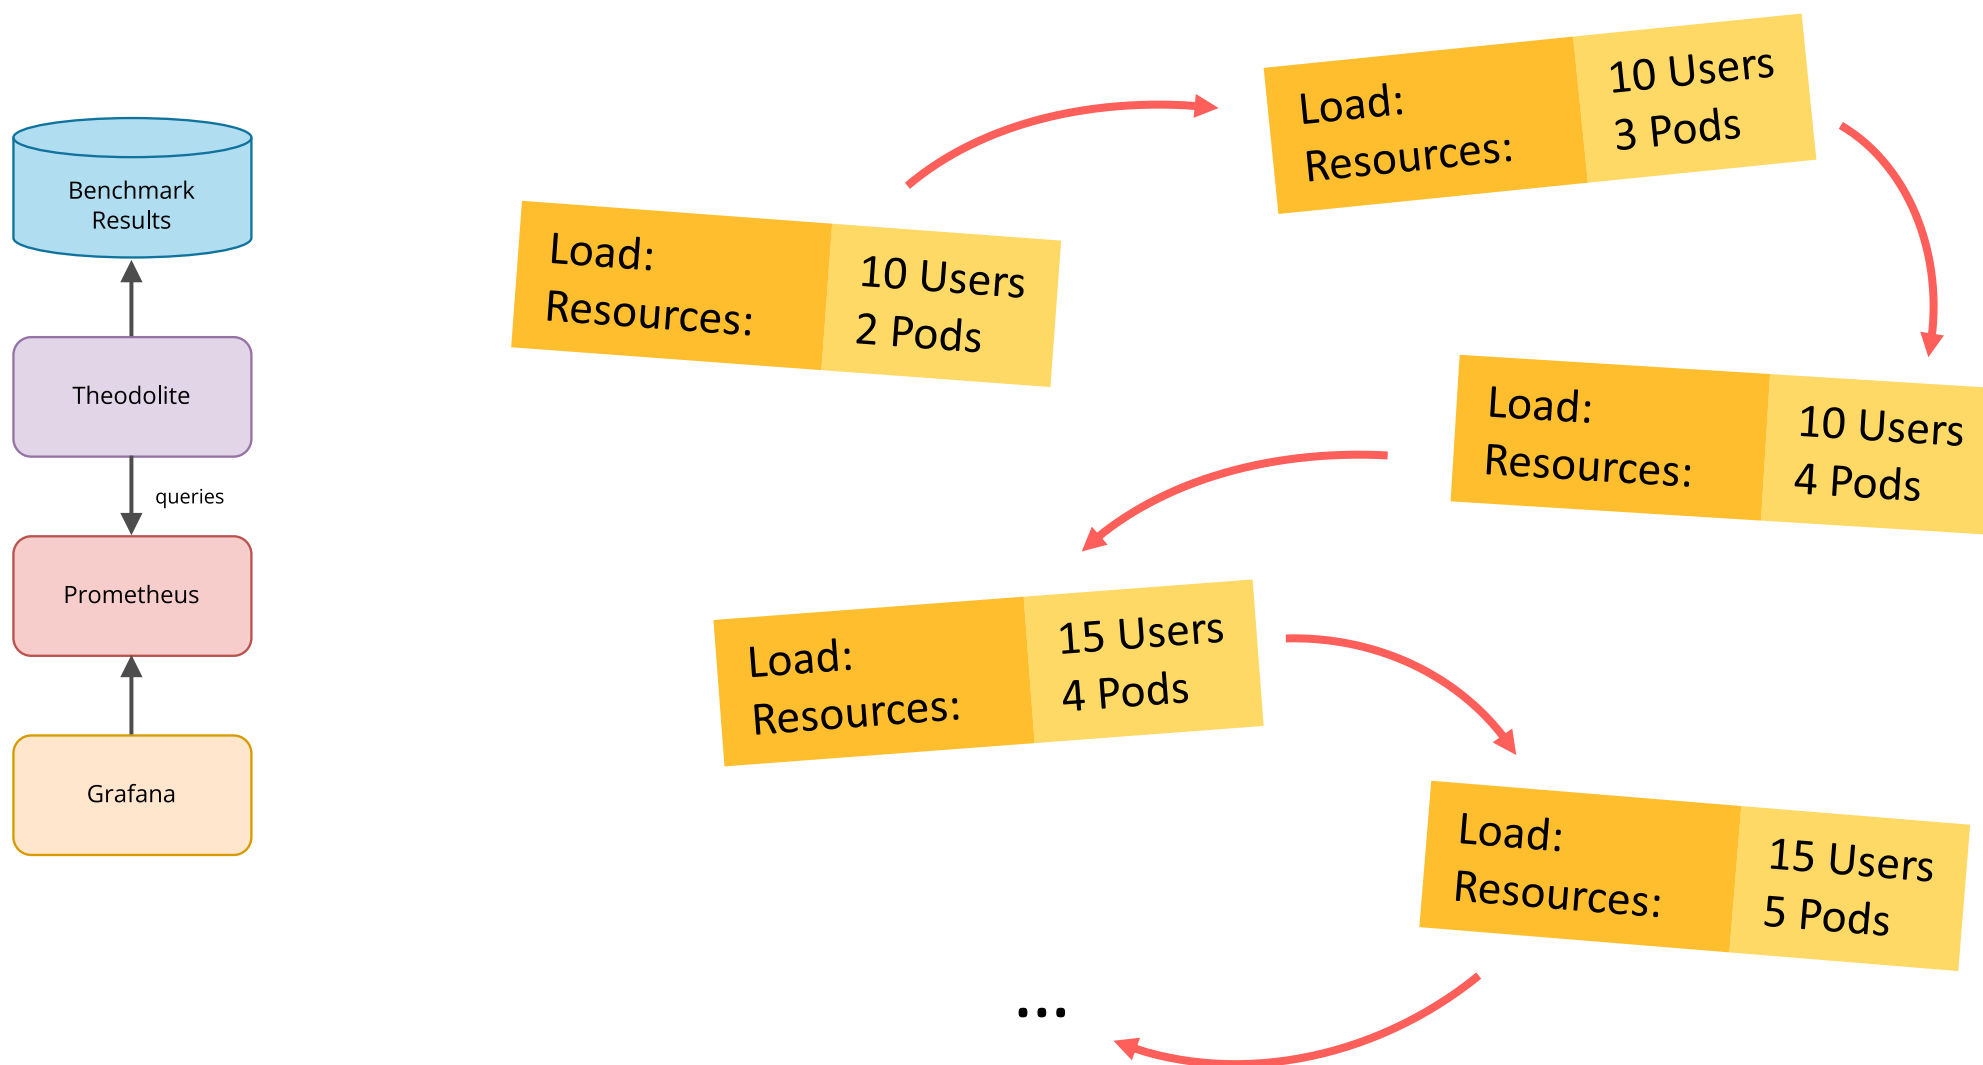 Benchmark
Results
Theodolite
queries
Prometheus
Grafana
Load: 10 Users
Resources: 2 Pods
Load: 10 Users
Resources: 3 Pods
Load: 10 Users
Resources: 4 Pods
Load: 15 Users
Resources: 4 Pods
Load: 15 Users
Resources: 5 Pods
...